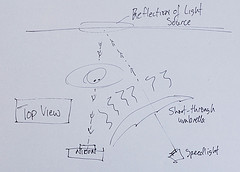 Reflection of Light
Source
Top View
Shoot-through
umbrella
Speedlight